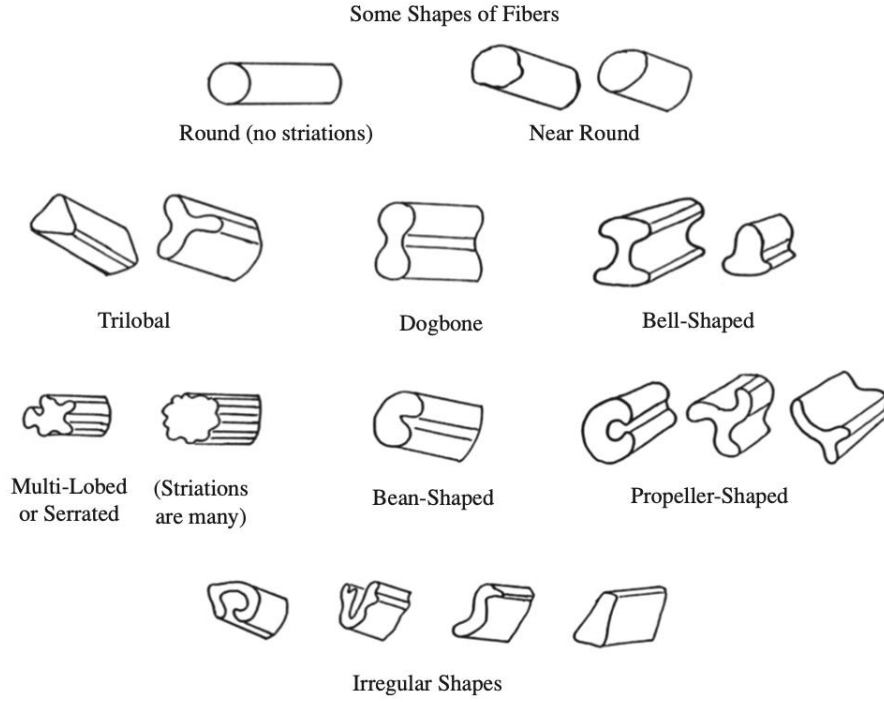 Some Shapes of Fibers
Round (no striations)
Near Round
Trilobal
Dogbone
Bell-Shaped
Multi-Lobed
or Serrated
(Striations
are many)
Bean-Shaped
Propeller-Shaped
Irregular Shapes